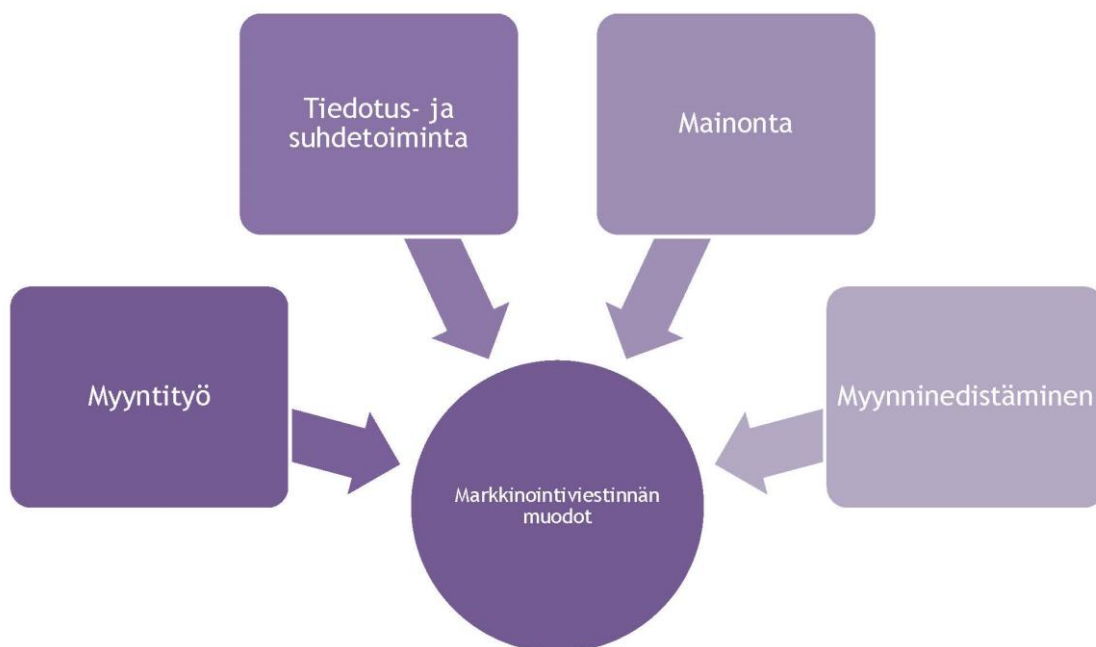 Tiedotus- ja
suhdetoiminta
Mainonta
Myyntityö
Myynninedistäminen
Markkinointiviestinnän
muodot